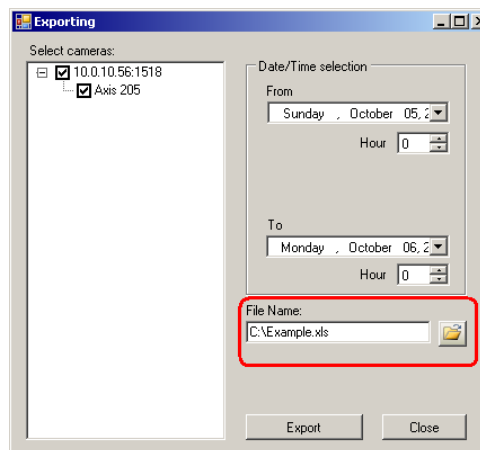 Exporting
Select cameras:
10.0.10.56:1518
Axis 205
Date/Time selection
From
Sunday , October 05,
Hour 0
To
Monday , October 06,
Hour 0
File Name:
C:\Example.xls
Export Close